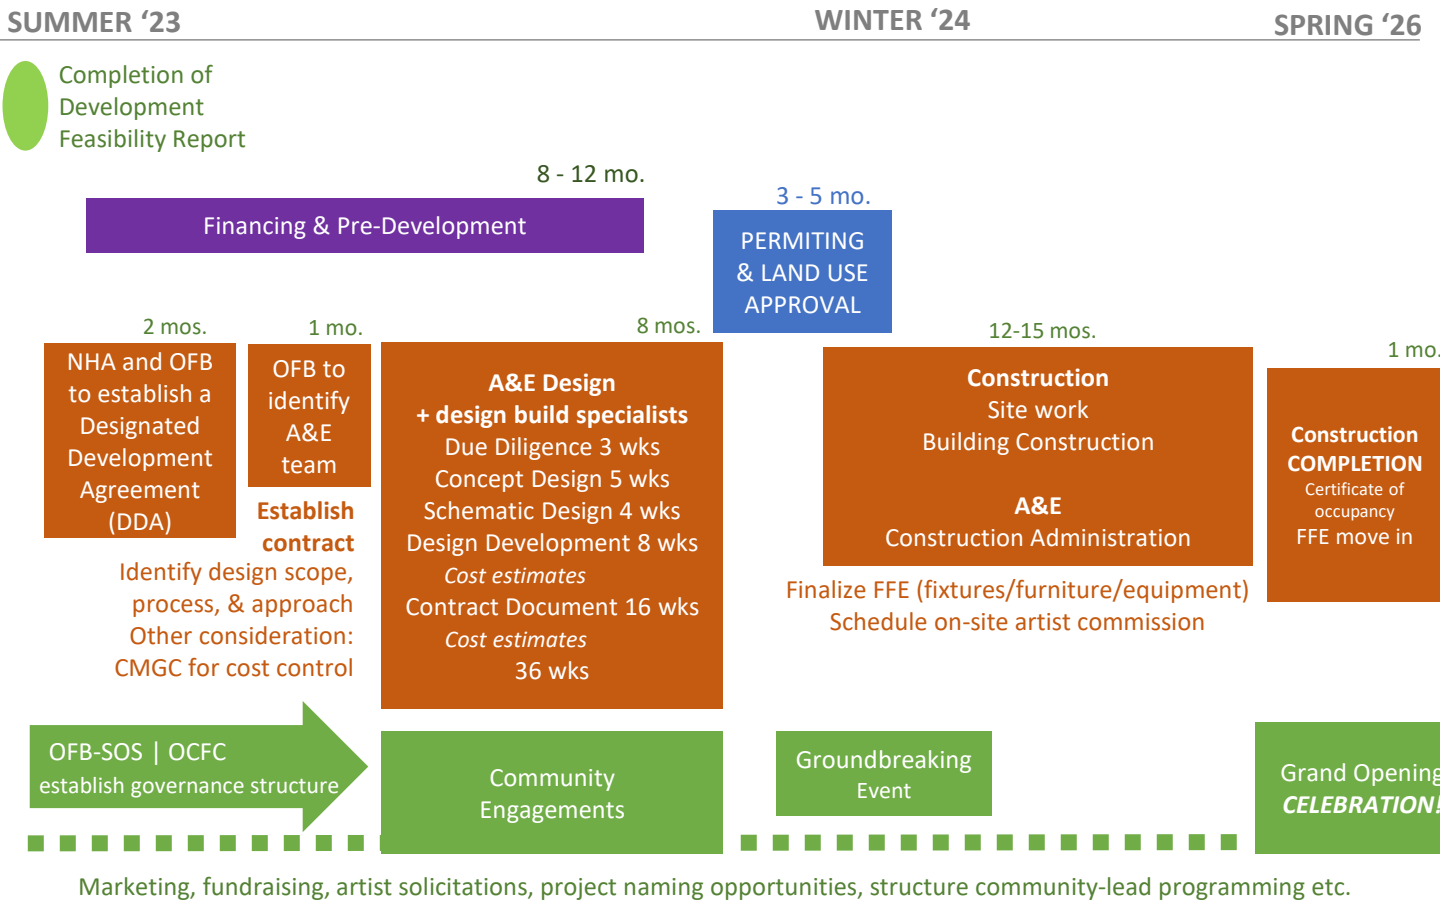 SUMMER ‘23
WINTER ‘24
SPRING ‘26
Completion of
Development
Feasibility Report
8 - 12 mo.
Financing & Pre-Development
3 - 5 mo.
PERMITING
& LAND USE
APPROVAL
2 mos.
NHA and OFB
to establish a
Designated
Development
Agreement
(DDA)
1 mo.
OFB to
identify
A&E
team
Establish
contract
Identify design scope,
process, & approach
Other consideration:
CMGC for cost control
8 mos.
A&E Design
+ design build specialists
Due Diligence 3 wks
Concept Design 5 wks
Schematic Design 4 wks
Design Development 8 wks
Cost estimates
Contract Document 16 wks
Cost estimates
36 wks
12-15 mos.
Construction
Site work
Building Construction
A&E
Construction Administration
Finalize FFE (fixtures/furniture/equipment)
Schedule on-site artist commission
1 mo.
Construction
COMPLETION
Certificate of
occupancy
FFE move in
OFB-SOS | OCFC
establish governance structure
Community
Engagements
Groundbreaking
Event
Grand Opening
CELEBRATION!
Marketing, fundraising, artist solicitations, project naming opportunities, structure community-lead programming etc.